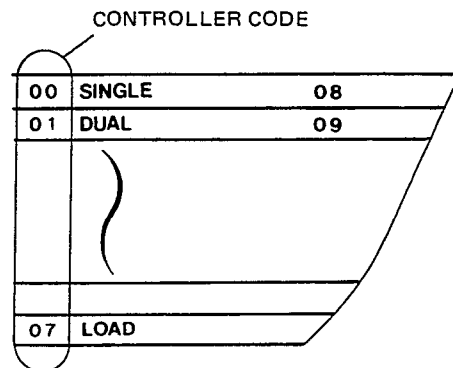 CONTROLLER CODE
00 SINGLE 08
01 DUAL 09
07 LOAD